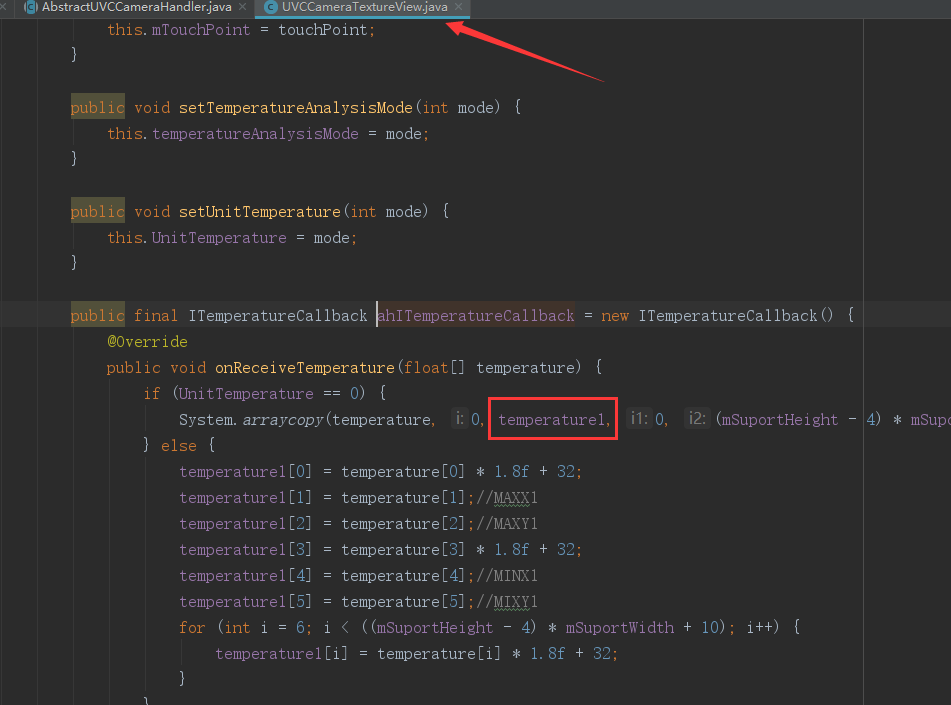 AbstractUVCCameraHandler.java × UVCCameraTextureView.java ×
this.mTouchPoint = touchPoint;
}
public void setTemperatureAnalysisMode(int mode) {
this.temperatureAnalysisMode = mode;
}
public void setUnitTemperature(int mode) {
this.UnitTemperature = mode;
}
public final ITemperatureCallback ahITemperatureCallback = new ITemperatureCallback() {
@Override
public void onReceiveTemperature(float[] temperature) {
if (UnitTemperature == 0) {
System.arraycopy(temperature, i: 0, temperature1, i1: 0, i2: (mSuportHeight - 4) * mSupo
} else {
temperature1[0] = temperature[0] * 1.8f + 32;
temperature1[1] = temperature[1];//MAXX1
temperature1[2] = temperature[2];//MAXY1
temperature1[3] = temperature[3] * 1.8f + 32;
temperature1[4] = temperature[4];//MINX1
temperature1[5] = temperature[5];//MIXY1
for (int i = 6; i < ((mSuportHeight - 4) * mSuportWidth + 10); i++) {
temperature1[i] = temperature[i] * 1.8f + 32;
}
}